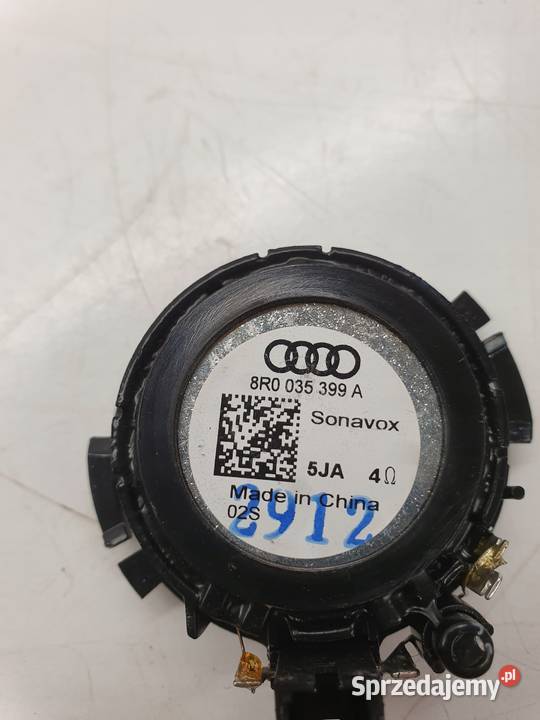 8R0 035 399 A
Sonavox
5JA 4Ω
Made in China
02S
2912
Sprzedajemy.pl